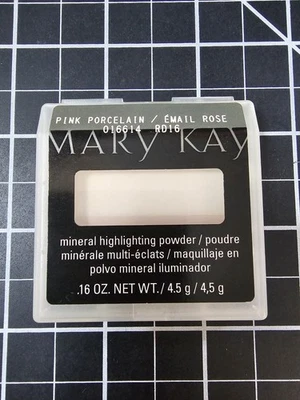 PINK PORCELAIN / ÉMAIL ROSE
016614 RD16
MARY KAY
mineral highlighting powder / poudre
minérale multi-éclats / maquillaje en
polvo mineral iluminador
.16 OZ. NET WT./ 4.5 g / 4,5 g